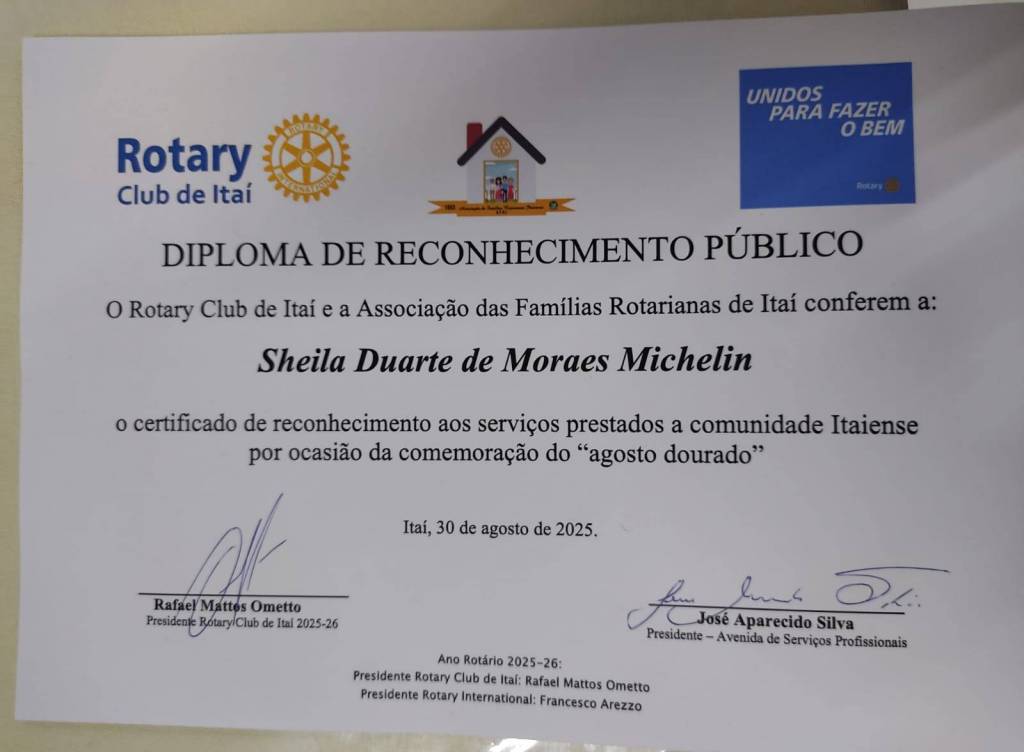 Rotary
Club de Itaí
ROTARY
INTERNATIONAL
UNIDOS
PARA FAZER
O BEM
Rotary
DIPLOMA DE RECONHECIMENTO PÚBLICO
O Rotary Club de Itaí e a Associação das Famílias Rotarianas de Itaí conferem a:
Sheila Duarte de Moraes Michelin
o certificado de reconhecimento aos serviços prestados a comunidade Itaiense
por ocasião da comemoração do “agosto dourado”
Itaí, 30 de agosto de 2025.
Rafael Mattos Ometto
Presidente Rotary Club de Itaí 2025-26
José Aparecido Silva
Presidente – Avenida de Serviços Profissionais
Ano Rotário 2025-26:
Presidente Rotary Club de Itaí: Rafael Mattos Ometto
Presidente Rotary International: Francesco Arezzo